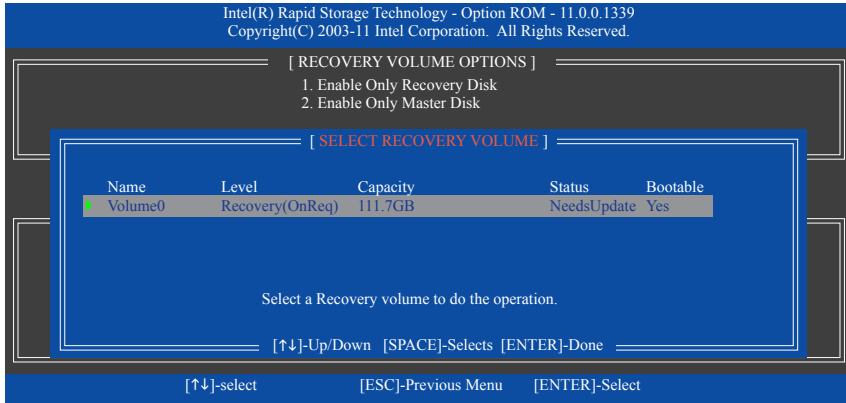 Intel(R) Rapid Storage Technology - Option ROM - 11.0.0.1339
Copyright(C) 2003-11 Intel Corporation. All Rights Reserved.
[ RECOVERY VOLUME OPTIONS ]
1. Enable Only Recovery Disk
2. Enable Only Master Disk
[ SELECT RECOVERY VOLUME ]
Name Level Capacity Status Bootable
Volume0 Recovery(OnReq) 111.7GB NeedsUpdate Yes
Select a Recovery volume to do the operation.
[↑↓]-Up/Down [SPACE]-Selects [ENTER]-Done
[↑↓]-select [ESC]-Previous Menu [ENTER]-Select